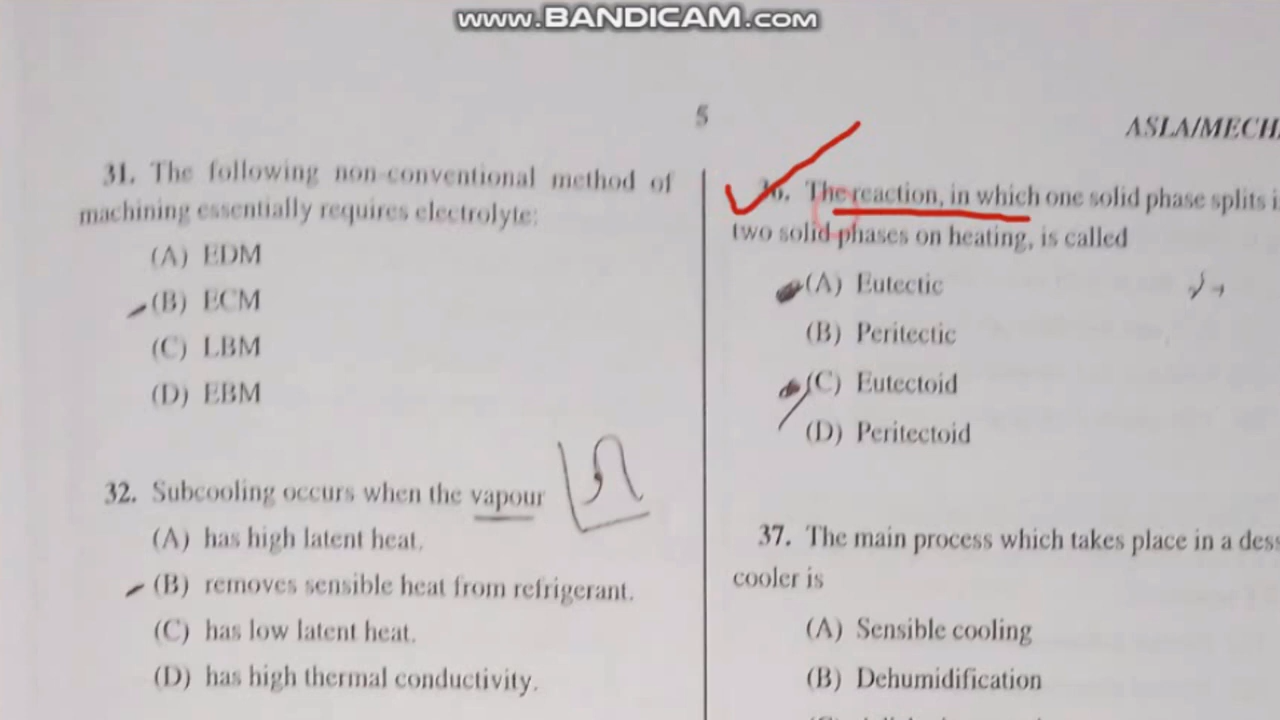 www.BANDICAM.com
5
ASLA/MECH
31. The following non-conventional method of
machining essentially requires electrolyte:
(A) EDM
(B) ECM
(C) LBM
(D) EBM
32. Subcooling occurs when the vapour
(A) has high latent heat.
(B) removes sensible heat from refrigerant.
(C) has low latent heat.
(D) has high thermal conductivity.
36. The reaction, in which one solid phase splits
two solid phases on heating, is called
(A) Eutectic
(B) Peritectic
(C) Eutectoid
(D) Peritectoid
37. The main process which takes place in a
cooler is
(A) Sensible cooling
(B) Dehumidification